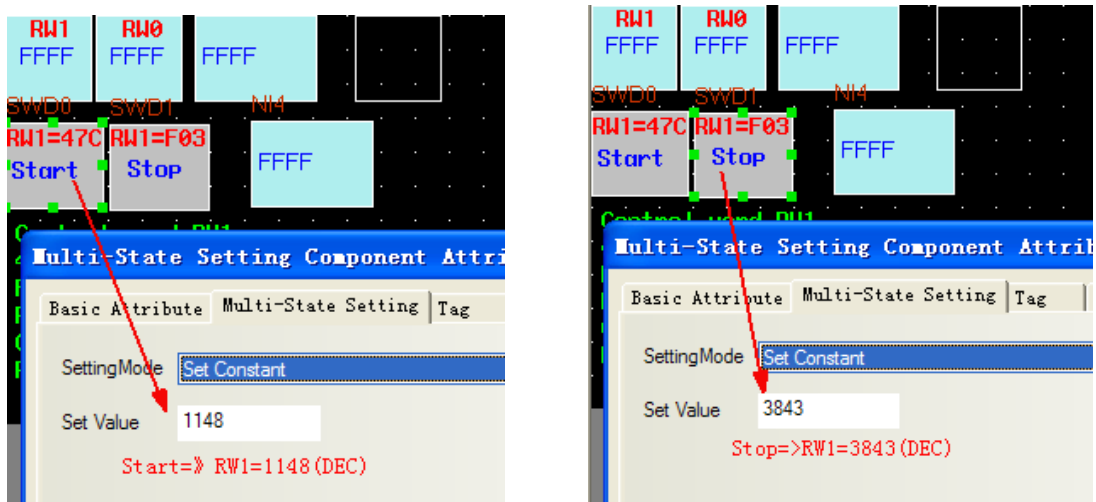 RW1 RW0
FFFF FFFF FFFF
SWD0 SWD1 NI4
RW1=47C RW1=F03
Start Stop FFFF
Multi-State Setting Component Attri
Basic Attribute Multi-State Setting Tag
SettingMode Set Constant
Set Value 1148
Start=》 RW1=1148(DEC)
RW1 RW0
FFFF FFFF FFFF
SWD0 SWD1 NI4
RW1=47C RW1=F03
Start Stop FFFF
Multi-State Setting Component Attrib
Basic Attribute Multi-State Setting Tag
SettingMode Set Constant
Set Value 3843
Stop=>RW1=3843(DEC)